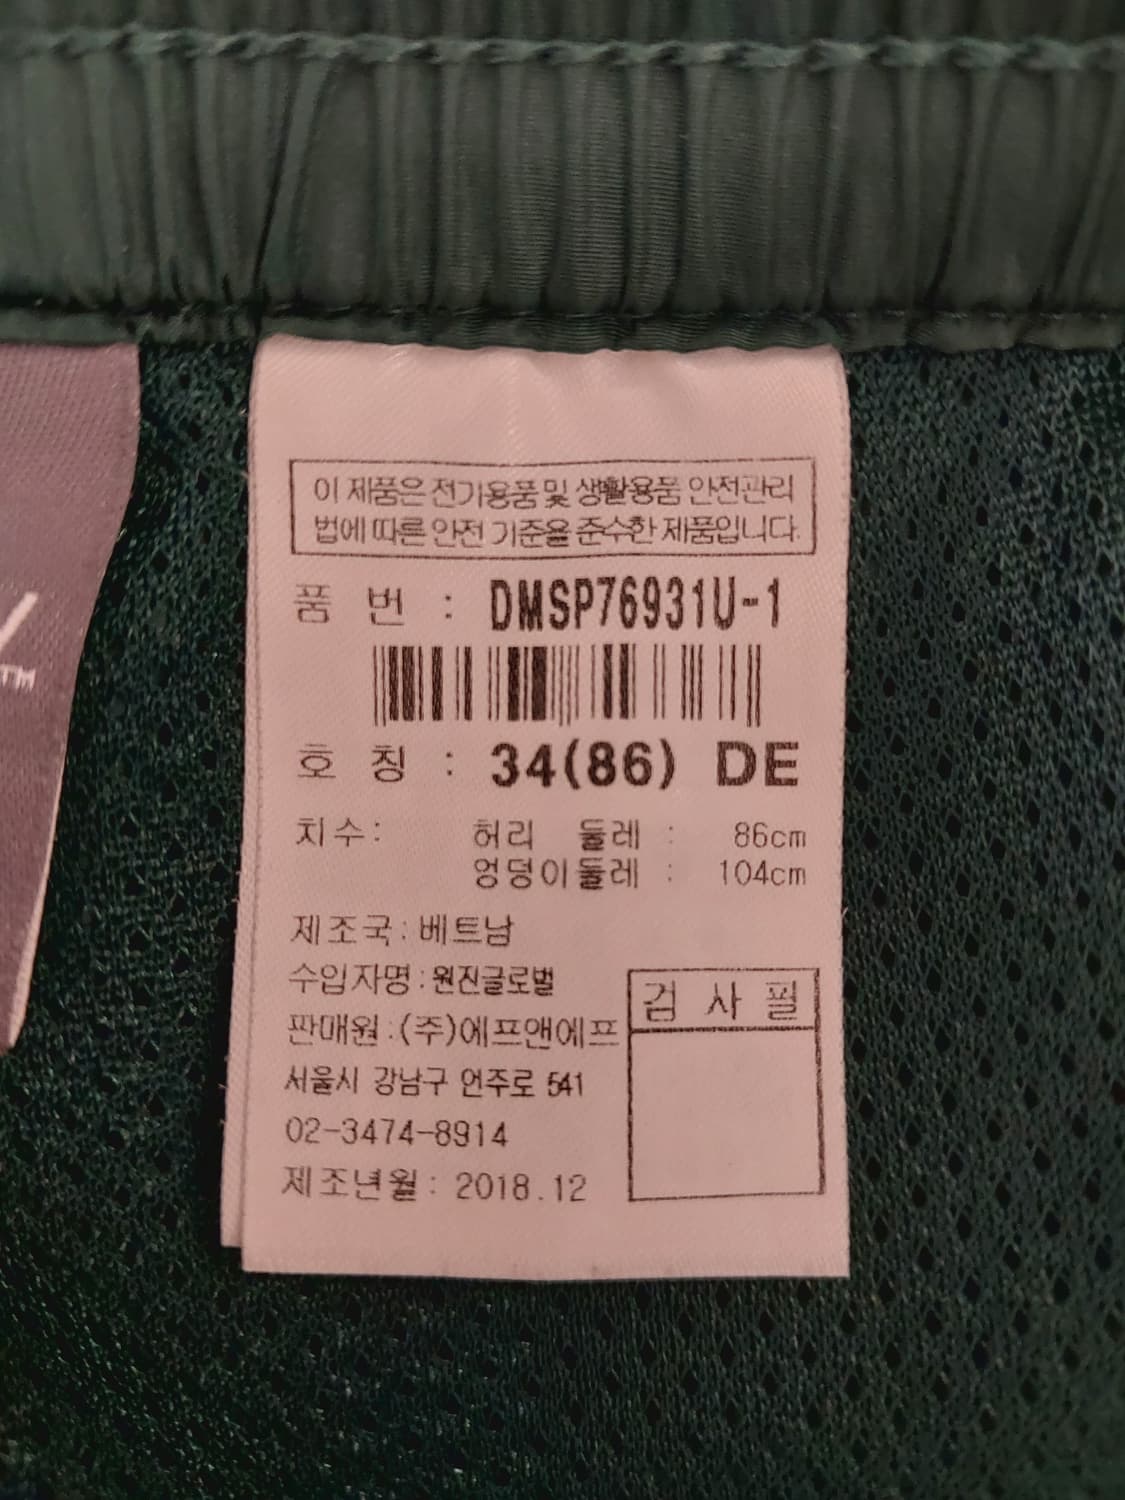 이 제품은 전기용품 및 생활용품 안전관리
법에 따른 안전 기준을 준수한 제품입니다.
품 번 : DMSP76931U-1
호 칭 : 34(86) DE
치수: 허리 둘레 : 86cm
엉덩이둘레 : 104cm
제조국:베트남
수입자명:원진글로벌
판매원:(주)에프앤에프
서울시 강남구 언주로 541
02-3474-8914
제조년월: 2018.12
검 사 필
TM